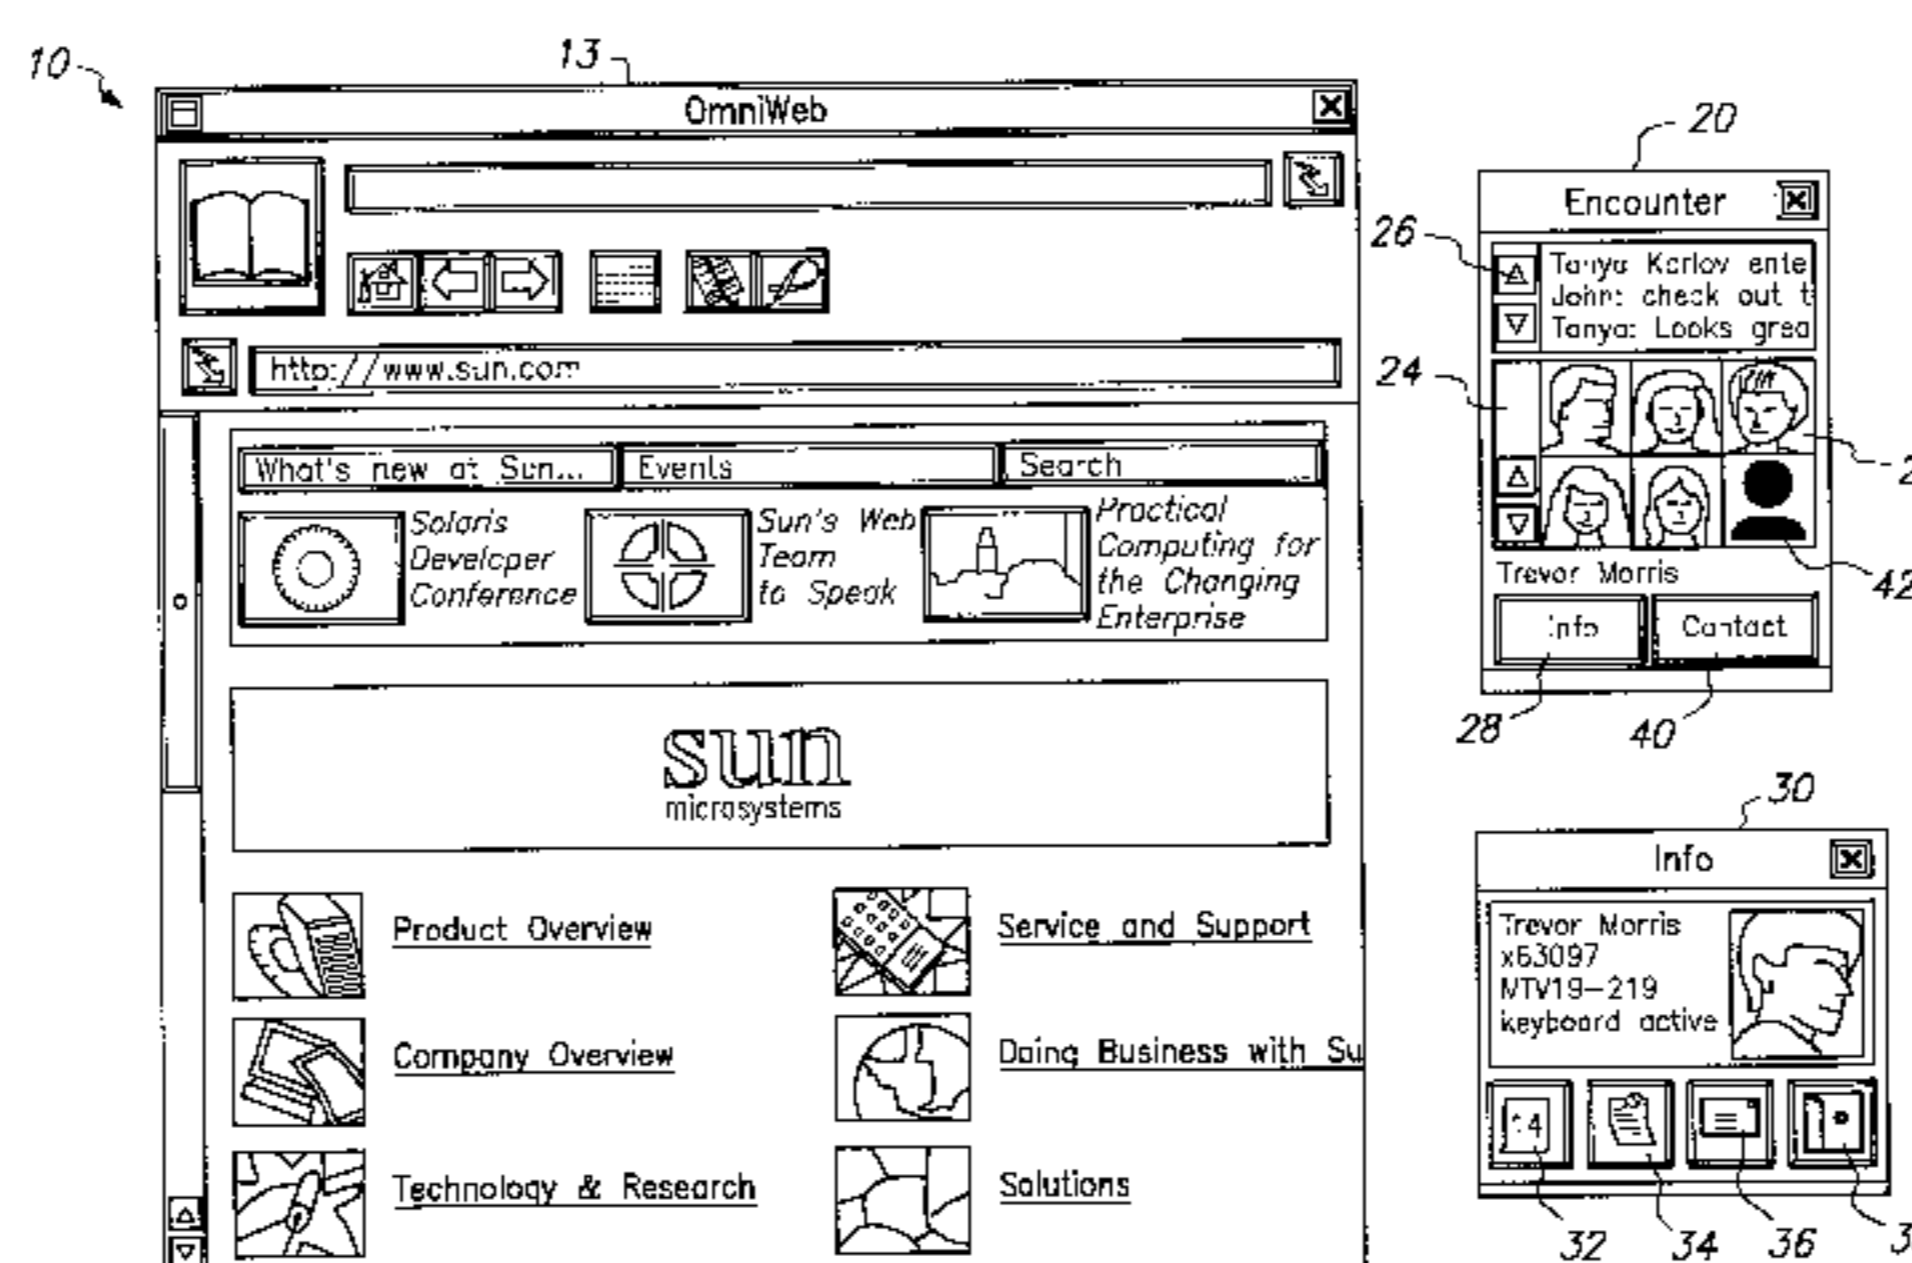 10
13
OmniWeb
http://www.sun.com
What's new at Sun...
Events
Search
Solaris
Developer
Conference
Sun's Web
Team
to Speak
Practical
Computing for
the Changing
Enterprise
sun
microsystems
Product Overview
Service and Support
Company Overview
Doing Business with Su
Technology & Research
Solutions
20
Encounter
26
Tanya Karlov ente
John: check out t
Tanya: Looks grea
24
42
Trevor Morris
Info
Contact
28
40
30
Info
Trevor Morris
x63097
MTV19-219
keyboard active
14
32
34
36